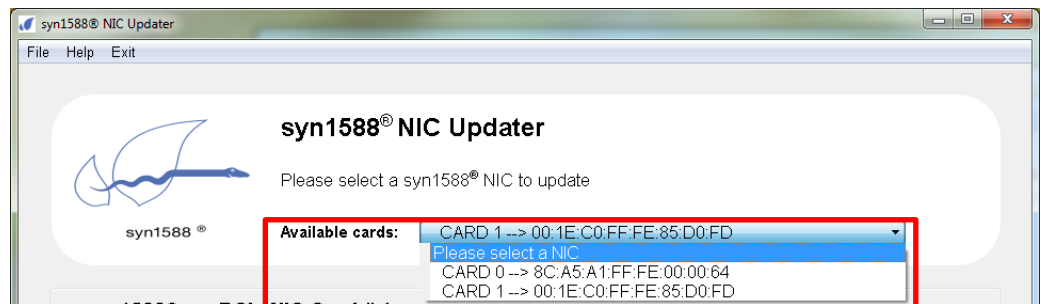 syn1588® NIC Updater
File Help Exit
syn1588® NIC Updater
Please select a syn1588® NIC to update
syn1588 ®
Available cards: CARD 1 --> 00:1E:C0:FF:FE:85:D0:FD
Please select a NIC
CARD 0 --> 8C:A5:A1:FF:FE:00:00:64
CARD 1 --> 00:1E:C0:FF:FE:85:D0:FD